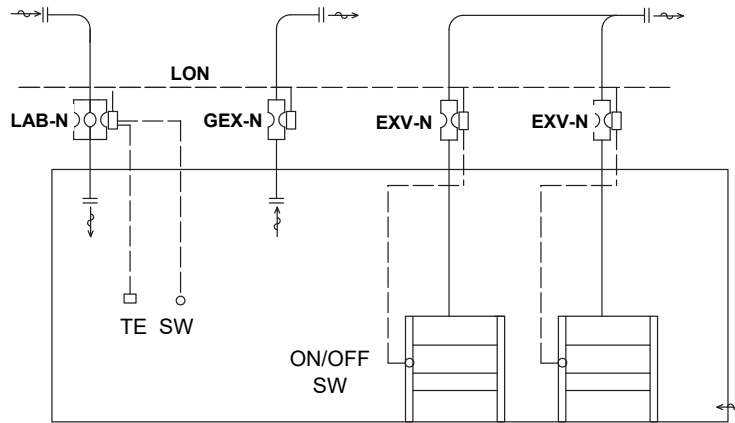 LON
LAB-N
GEX-N
EXV-N
EXV-N
TE SW
ON/OFF
SW